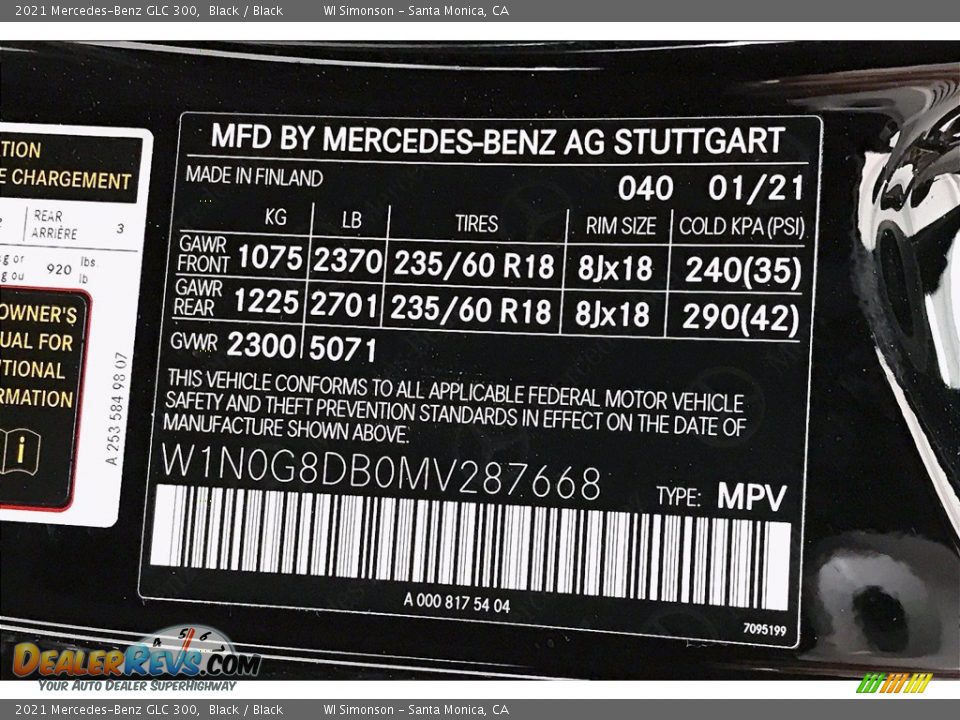 2021 Mercedes-Benz GLC 300, Black / Black WI Simonson - Santa Monica, CA
MFD BY MERCEDES-BENZ AG STUTTGART
MADE IN FINLAND 040 01/21
KG LB TIRES RIM SIZE COLD KPA (PSI)
GAWR FRONT 1075 2370 235/60 R18 8Jx18 240(35)
GAWR REAR 1225 2701 235/60 R18 8Jx18 290(42)
GVWR 2300 5071
THIS VEHICLE CONFORMS TO ALL APPLICABLE FEDERAL MOTOR VEHICLE
SAFETY AND THEFT PREVENTION STANDARDS IN EFFECT ON THE DATE OF
MANUFACTURE SHOWN ABOVE:
W1N0G8DB0MV287668 TYPE: MPV
A 000 817 54 04
7095199
TION
E CHARGEMENT
REAR
ARRIÈRE 3
g or 920 lbs.
g ou lb
OWNER'S
UAL FOR
TIONAL
RMATION
i
A 253 584 98 07
4 5 6
DEALERREVS.COM
YOUR AUTO DEALER SUPERHIGHWAY
2021 Mercedes-Benz GLC 300, Black / Black WI Simonson - Santa Monica, CA